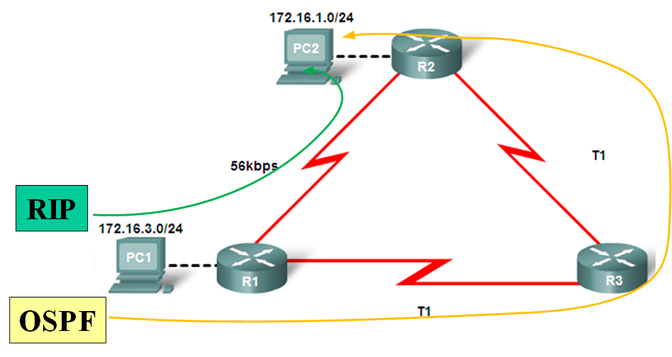 172.16.1.0/24
PC2
R2
56kbps
T1
RIP
172.16.3.0/24
PC1
R1
R3
OSPF
T1